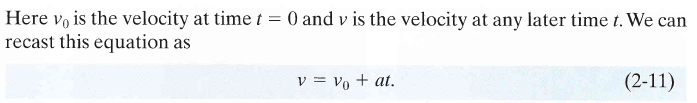 Here v₀ is the velocity at time t = 0 and v is the velocity at any later time t. We can
recast this equation as
v = v₀ + at. (2-11)